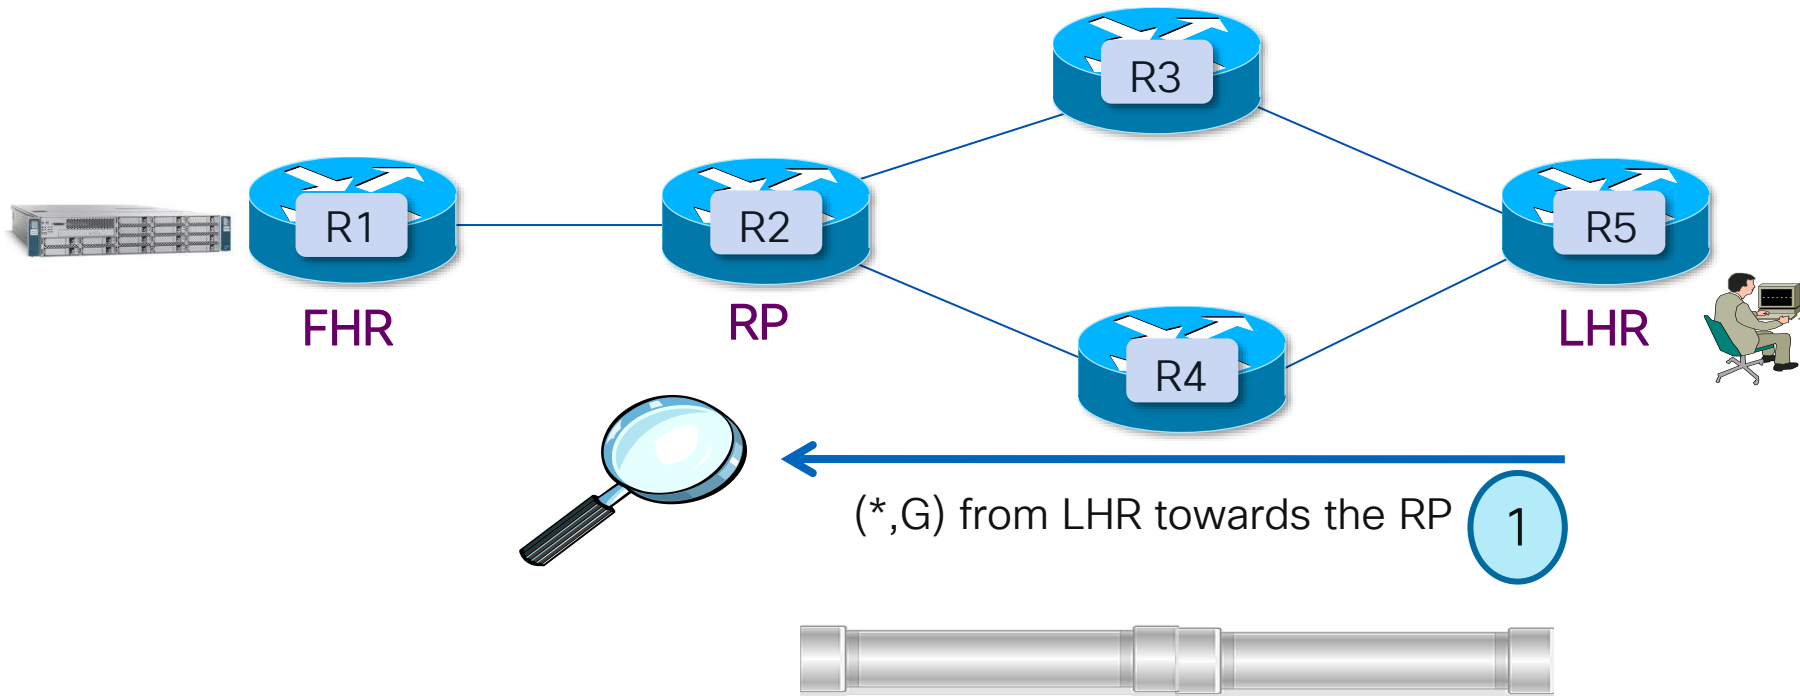 R3
R1
R2
R5
FHR
RP
LHR
R4
(*,G) from LHR towards the RP
1